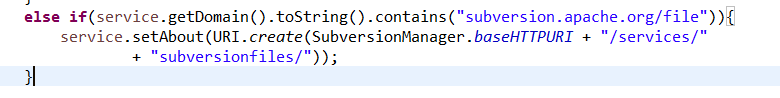 else if(service.getDomain().toString().contains("subversion.apache.org/file")){
service.setAbout(URI.create(SubversionManager.baseHTTPURI + "/services/"
+ "subversionfiles/"));
}